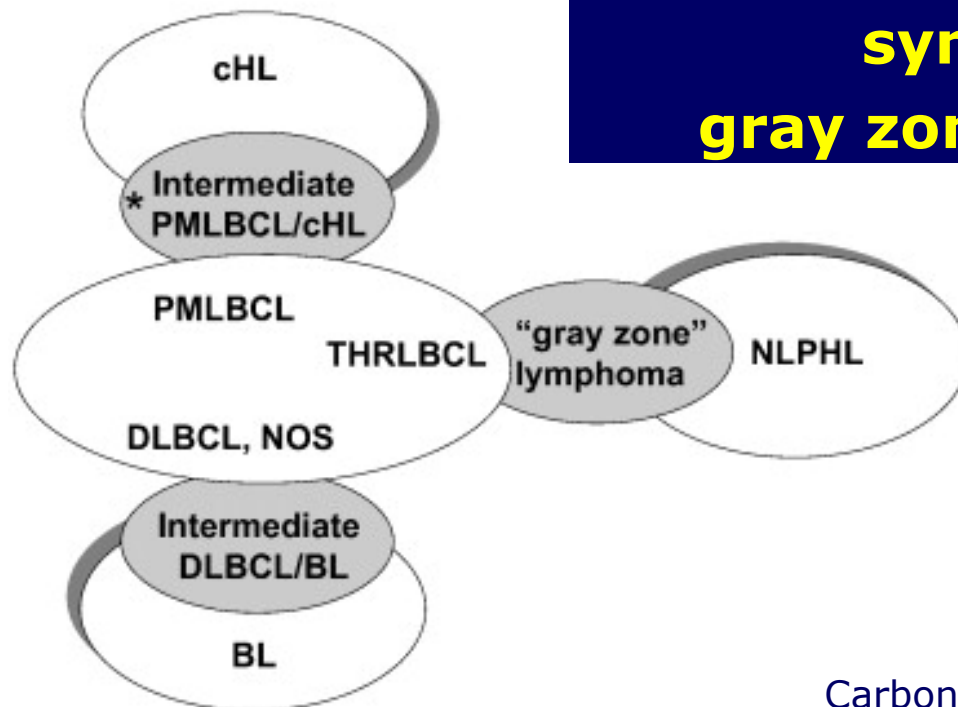 syn
gray zon
cHL
Intermediate
* PMLBCL/cHL
PMLBCL
THRLBCL
"gray zone"
lymphoma
NLPHL
DLBCL, NOS
Intermediate
DLBCL/BL
BL
Carbon